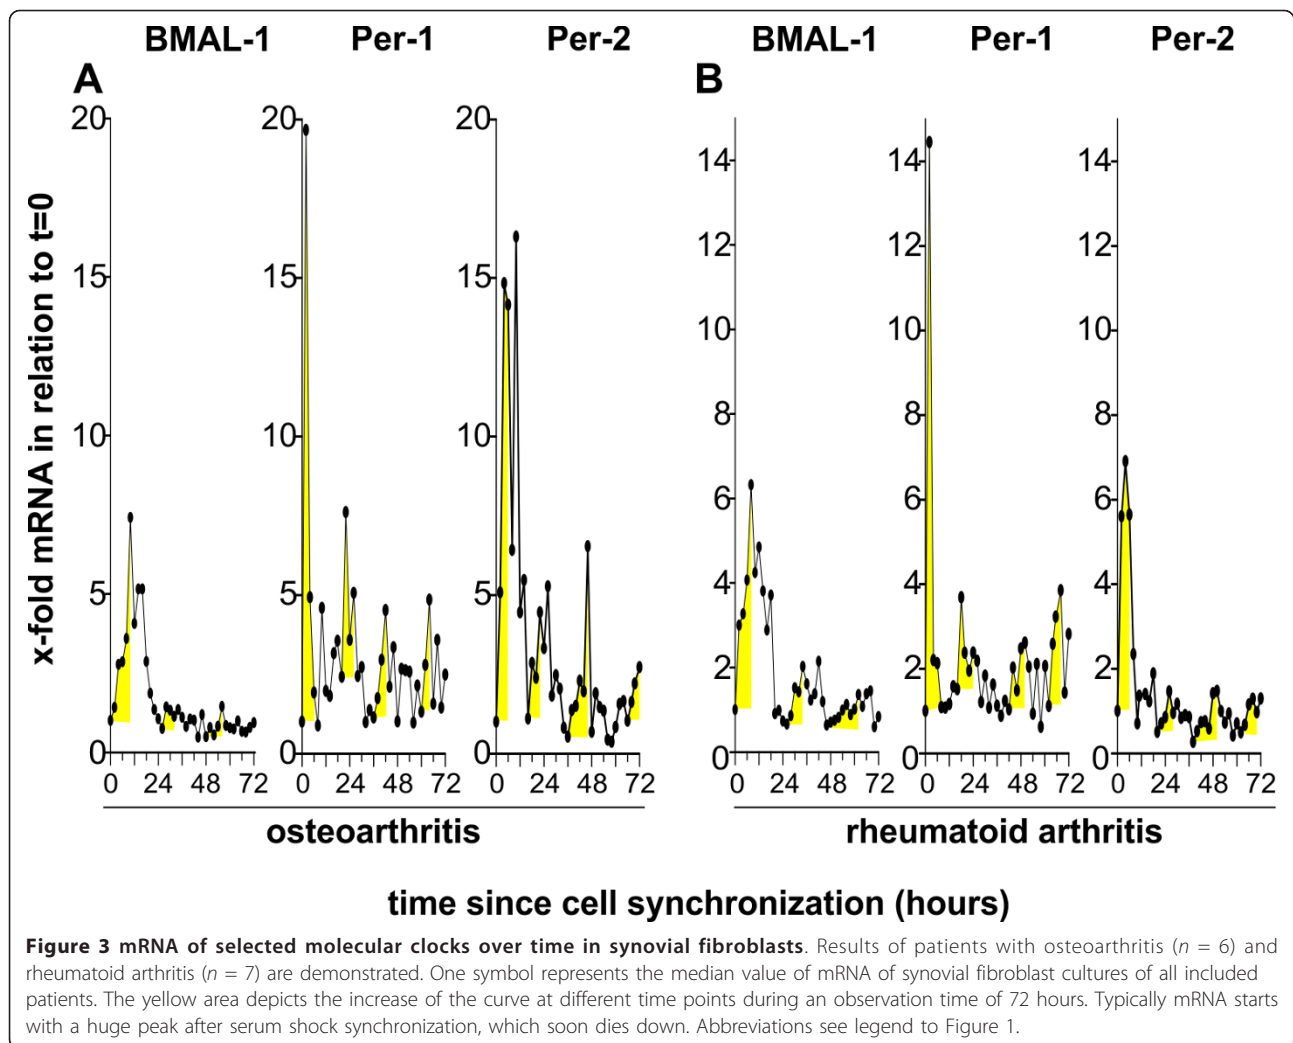 BMAL-1 Per-1 Per-2 BMAL-1 Per-1 Per-2
A B
x-fold mRNA in relation to t=0
20 20 20
15 15 15
10 10 10
5 5 5
0 0 0
14 14 14
12 12 12
10 10 10
8 8 8
6 6 6
4 4 4
2 2 2
0 0 0
0 24 48 72 0 24 48 72 0 24 48 72 0 24 48 72 0 24 48 72 0 24 48 72
osteoarthritis rheumatoid arthritis
time since cell synchronization (hours)
Figure 3 mRNA of selected molecular clocks over time in synovial fibroblasts. Results of patients with osteoarthritis (n = 6) and
rheumatoid arthritis (n = 7) are demonstrated. One symbol represents the median value of mRNA of synovial fibroblast cultures of all included
patients. The yellow area depicts the increase of the curve at different time points during an observation time of 72 hours. Typically mRNA starts
with a huge peak after serum shock synchronization, which soon dies down. Abbreviations see legend to Figure 1.